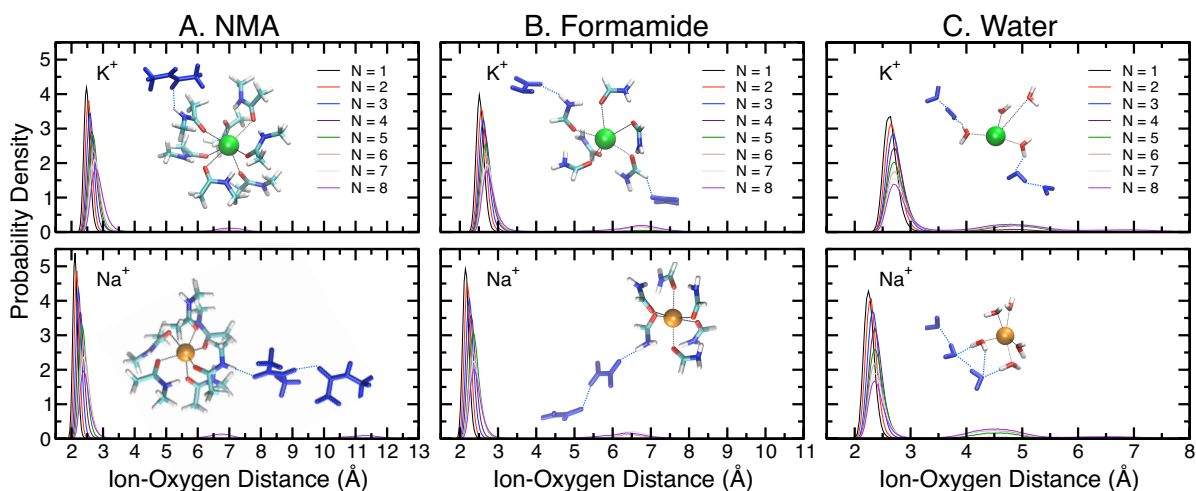 A. NMA
B. Formamide
C. Water
Probability Density
5
4
3
2
1
0
K+
N = 1
N = 2
N = 3
N = 4
N = 5
N = 6
N = 7
N = 8
K+
N = 1
N = 2
N = 3
N = 4
N = 5
N = 6
N = 7
N = 8
K+
N = 1
N = 2
N = 3
N = 4
N = 5
N = 6
N = 7
N = 8
5
4
3
2
1
0
Na+
Na+
Na+
2 3 4 5 6 7 8 9 10 11 12 13
2 3 4 5 6 7 8 9 10 11
2 3 4 5 6 7 8
Ion-Oxygen Distance (Å)
Ion-Oxygen Distance (Å)
Ion-Oxygen Distance (Å)